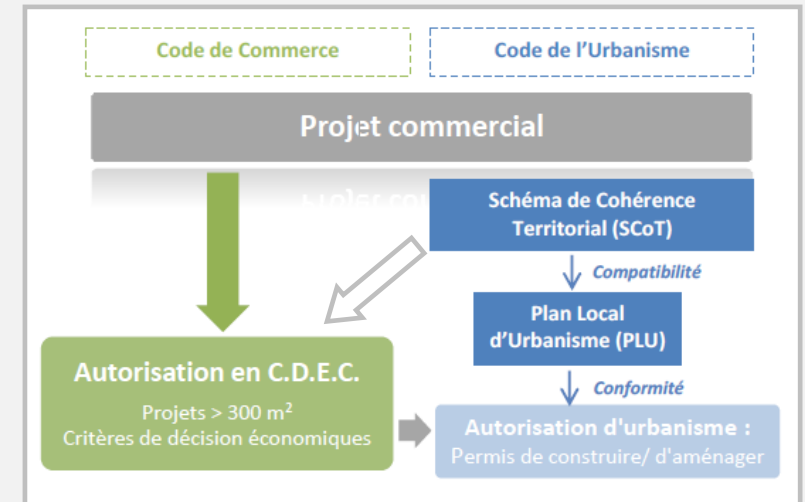 Code de Commerce
Code de l’Urbanisme
Projet commercial
Schéma de Cohérence
Territorial (SCoT)
Compatibilité
Plan Local
d’Urbanisme (PLU)
Conformité
Autorisation en C.D.E.C.
Projets > 300 m²
Critères de décision économiques
Autorisation d'urbanisme :
Permis de construire/ d'aménager